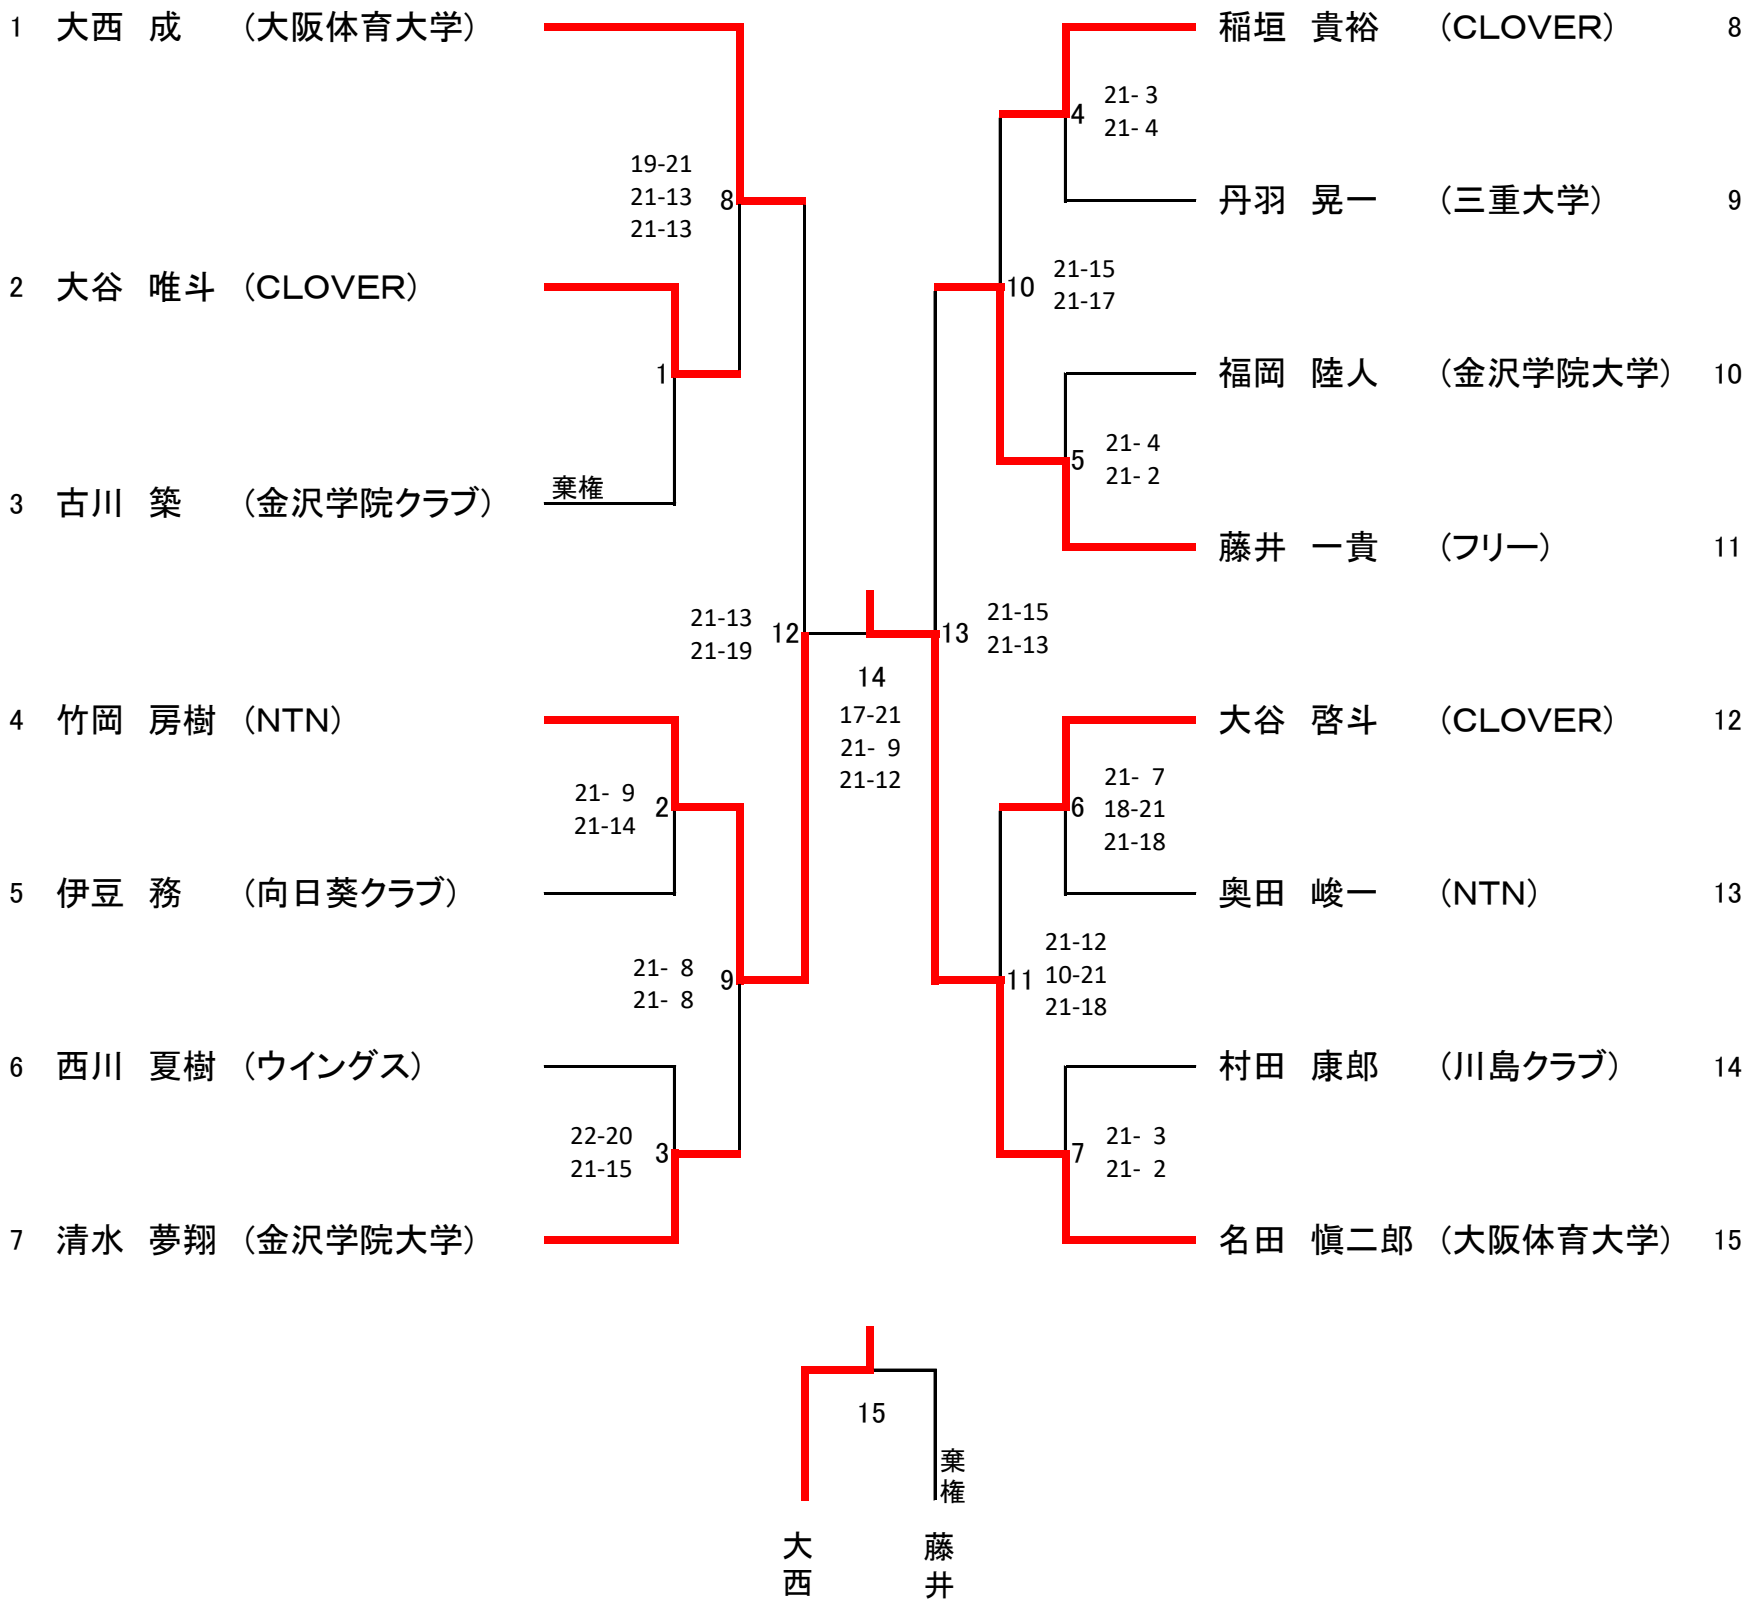 1 大西 成 (大阪体育大学)
19-21
21-13
21-13
8
2 大谷 唯斗 (CLOVER)
1
3 古川 築 (金沢学院クラブ)
棄権
21-13
21-19
12
4 竹岡 房樹 (NTN)
21- 9
21-14
2
5 伊豆 務 (向日葵クラブ)
21- 8
21- 8
9
6 西川 夏樹 (ウイングス)
22-20
21-15
3
7 清水 夢翔 (金沢学院大学)
14
17-21
21- 9
21-12
稲垣 貴裕 (CLOVER) 8
4
21- 3
21- 4
丹羽 晃一 (三重大学) 9
10
21-15
21-17
福岡 陸人 (金沢学院大学) 10
5
21- 4
21- 2
藤井 一貴 (フリー) 11
13
21-15
21-13
大谷 啓斗 (CLOVER) 12
6
21- 7
18-21
21-18
奥田 峻一 (NTN) 13
11
21-12
10-21
21-18
村田 康郎 (川島クラブ) 14
7
21- 3
21- 2
名田 愼二郎 (大阪体育大学) 15
15
棄権
大西
藤井